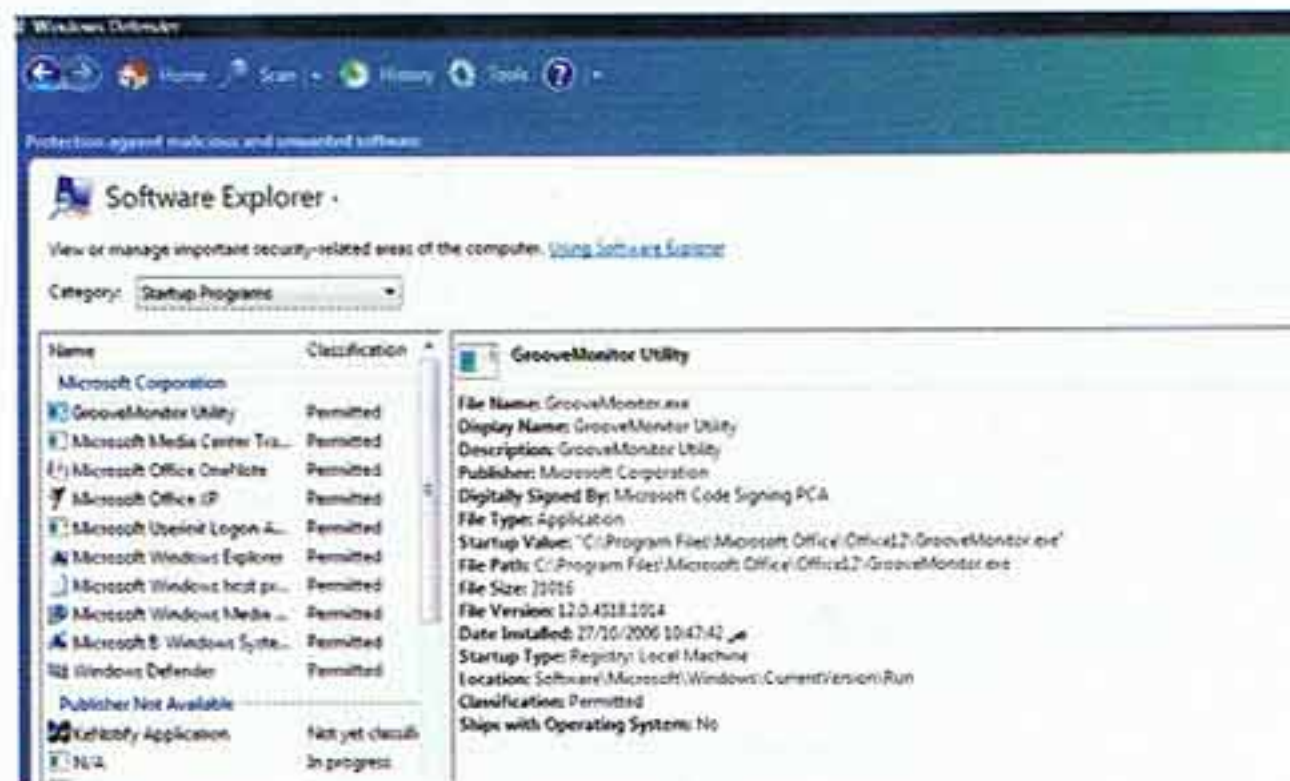 Windows Defender
Home Scan History Tools
Protection against malicious and unwanted software
Software Explorer
View or manage important security-related areas of the computer. Using Software Explorer
Category: Startup Programs
Name Classification
Microsoft Corporation
GrooveMonitor Utility Permitted
Microsoft Media Center Tra... Permitted
Microsoft Office OneNote Permitted
Microsoft Office XP Permitted
Microsoft Userinit Logon A... Permitted
Microsoft Windows Explorer Permitted
Microsoft Windows host pr... Permitted
Microsoft Windows Media ... Permitted
Microsoft® Windows Syste... Permitted
Windows Defender Permitted
Publisher Not Available
KeNotify Application Not yet classifi
N/A In progress
GrooveMonitor Utility
File Name: GrooveMonitor.exe
Display Name: GrooveMonitor Utility
Description: GrooveMonitor Utility
Publisher: Microsoft Corporation
Digitally Signed By: Microsoft Code Signing PCA
File Type: Application
Startup Value: "C:\Program Files\Microsoft Office\Office12\GrooveMonitor.exe"
File Path: C:\Program Files\Microsoft Office\Office12\GrooveMonitor.exe
File Size: 31016
File Version: 12.0.4518.1014
Date Installed: 27/10/2006 10:47:42 ص
Startup Type: Registry: Local Machine
Location: Software\Microsoft\Windows\CurrentVersion\Run
Classification: Permitted
Ships with Operating System: No